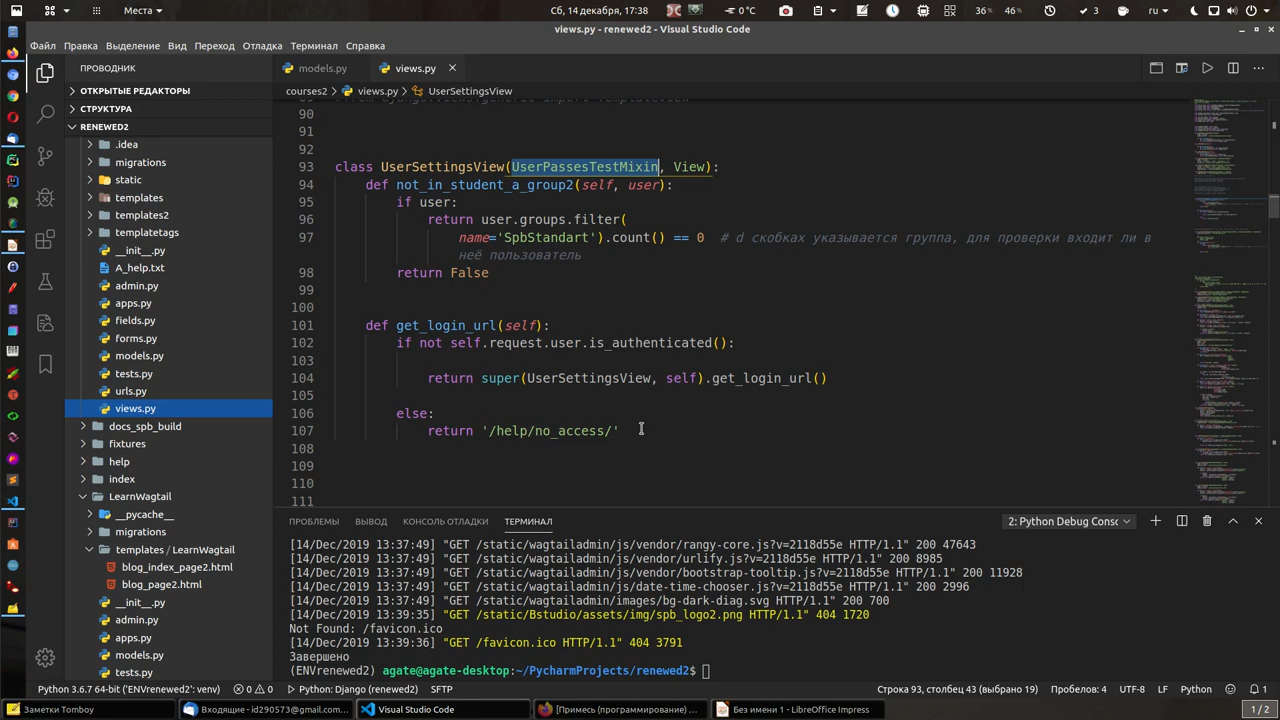 Места
Сб, 14 декабря, 17:38
0°C
36%
46%
3
ru
views.py - renewed2 - Visual Studio Code
Файл Правка Выделение Вид Переход Отладка Терминал Справка
ПРОВОДНИК
ОТКРЫТЫЕ РЕДАКТОРЫ
СТРУКТУРА
RENEWED2
.idea
migrations
static
templates
templates2
templatetags
__init__.py
A_help.txt
admin.py
apps.py
fields.py
forms.py
models.py
tests.py
urls.py
views.py
docs_spb_build
fixtures
help
index
LearnWagtail
__pycache__
migrations
templates / LearnWagtail
blog_index_page2.html
blog_page2.html
__init__.py
admin.py
apps.py
models.py
tests.py
models.py
views.py
courses2 > views.py > UserSettingsView
90
91
92
93 class UserSettingsView(UserPassesTestMixin, View):
94 def not_in_student_a_group2(self, user):
95 if user:
96 return user.groups.filter(
97 name='SpbStandart').count() == 0 # d скобках указывается группа, для проверки входит ли в
неё пользователь
98 return False
99
100
101 def get_login_url(self):
102 if not self.request.user.is_authenticated():
103
104 return super(UserSettingsView, self).get_login_url()
105
106 else:
107 return '/help/no_access/'
108
109
110
111
ПРОБЛЕМЫ ВЫВОД КОНСОЛЬ ОТЛАДКИ ТЕРМИНАЛ
2: Python Debug Consc
[14/Dec/2019 13:37:49] "GET /static/wagtailadmin/js/vendor/rangy-core.js?v=2118d55e HTTP/1.1" 200 47643
[14/Dec/2019 13:37:49] "GET /static/wagtailadmin/js/vendor/urlify.js?v=2118d55e HTTP/1.1" 200 8985
[14/Dec/2019 13:37:49] "GET /static/wagtailadmin/js/vendor/bootstrap-tooltip.js?v=2118d55e HTTP/1.1" 200 11928
[14/Dec/2019 13:37:49] "GET /static/wagtailadmin/js/date-time-chooser.js?v=2118d55e HTTP/1.1" 200 2996
[14/Dec/2019 13:37:49] "GET /static/wagtailadmin/images/bg-dark-diag.svg HTTP/1.1" 200 700
[14/Dec/2019 13:39:35] "GET /static/Bstudio/assets/img/spb_logo2.png HTTP/1.1" 404 1720
Not Found: /favicon.ico
[14/Dec/2019 13:39:36] "GET /favicon.ico HTTP/1.1" 404 3791
Завершено
(ENVrenewed2) agate@agate-desktop:~/PycharmProjects/renewed2$
Python 3.6.7 64-bit ('ENVrenewed2': venv)
0
0
Python: Django (renewed2)
SFTP
Строка 93, столбец 43 (выбрано 19)
Пробелов: 4
UTF-8
LF
Python
1
Заметки Tomboy
Входящие - id290573@gmail.com...
Visual Studio Code
[Примесь (программирование) ...
Без имени 1 - LibreOffice Impress
1/2